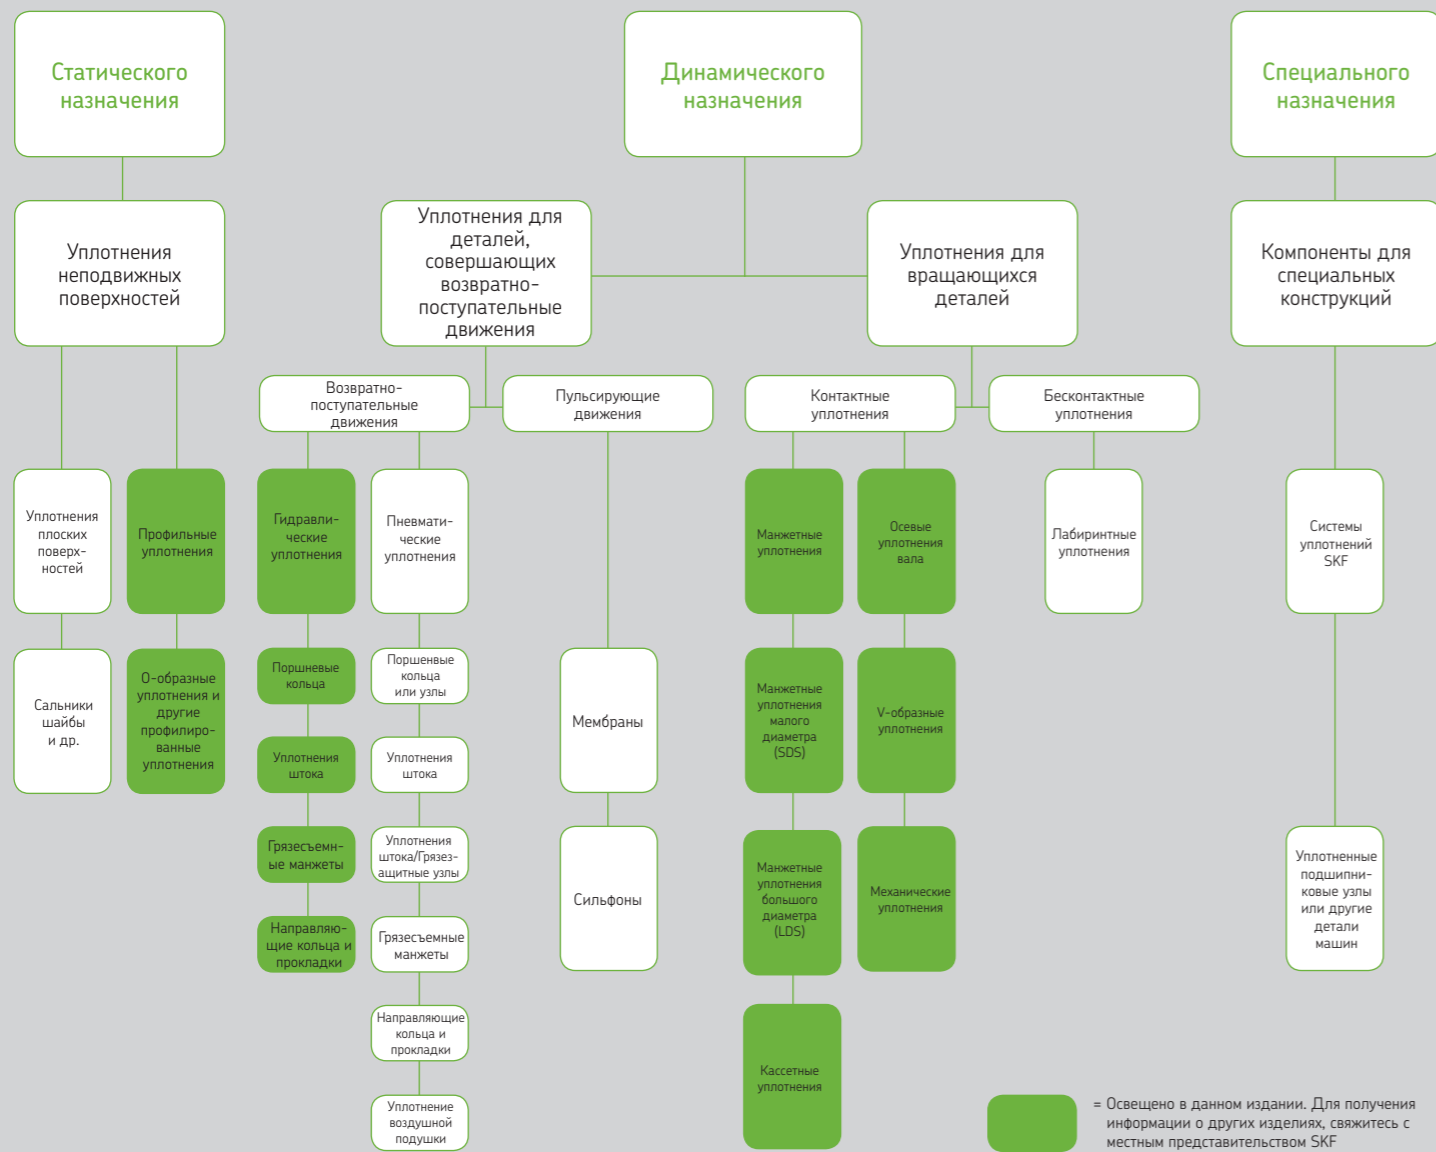 Статического
назначения
Динамического
назначения
Специального
назначения
Уплотнения
неподвижных
поверхностей
Уплотнения для
деталей,
совершающих
возвратно-
поступательные
движения
Уплотнения для
вращающихся
деталей
Компоненты для
специальных
конструкций
Возвратно-
поступательные
движения
Пульсирующие
движения
Контактные
уплотнения
Бесконтактные
уплотнения
Уплотнения
плоских
поверх-
ностей
Профильные
уплотнения
Гидравли-
ческие
уплотнения
Пневмати-
ческие
уплотнения
Манжетные
уплотнения
Осевые
уплотнения
вала
Лабиринтные
уплотнения
Системы
уплотнений
SKF
Сальники
шайбы
и др.
О-образные
уплотнения и
другие
профилиро-
ванные
уплотнения
Поршневые
кольца
Поршенвые
кольца
или узлы
Мембраны
Манжетные
уплотнения
малого
диаметра
(SDS)
V-образные
уплотнения
Уплотнения
штока
Уплотнения
штока
Грязесъемн-
ые манжеты
Уплотнения
штока/Грязез-
ащитные узлы
Сильфоны
Манжетные
уплотнения
большого
диаметра
(LDS)
Механические
уплотнения
Уплотненные
подшипни-
ковые узлы
или другие
детали
машин
Направляю-
щие кольца и
прокладки
Грязесъемные
манжеты
Направляющие
кольца и
прокладки
Кассетные
уплотнения
Уплотнение
воздушной
подушки
= Освещено в данном издании. Для получения
информации о других изделиях, свяжитесь с
местным представительством SKF